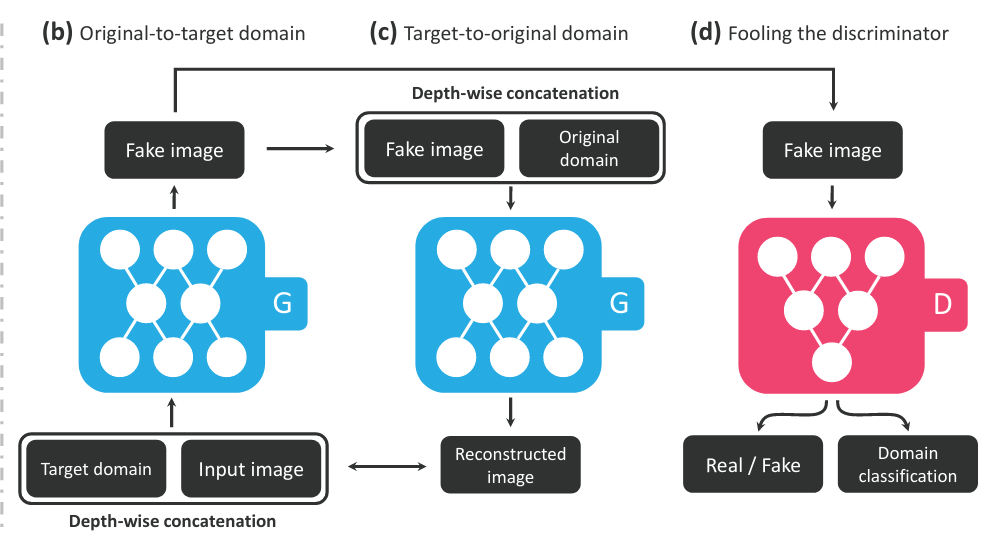 (b) Original-to-target domain
(c) Target-to-original domain
(d) Fooling the discriminator
Depth-wise concatenation
Fake image
Fake image
Original
domain
Fake image
G
G
D
Target domain
Input image
Depth-wise concatenation
Reconstructed
image
Real / Fake
Domain
classification